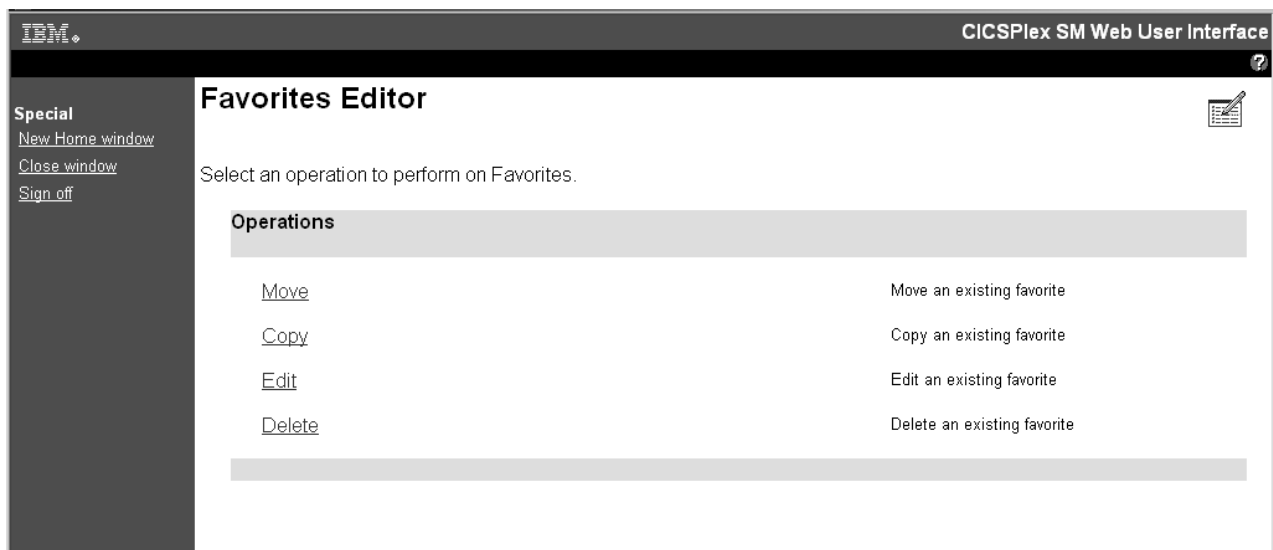 IBM.
CICSPlex SM Web User Interface
?
Special
New Home window
Close window
Sign off
Favorites Editor
Select an operation to perform on Favorites.
Operations
Move
Move an existing favorite
Copy
Copy an existing favorite
Edit
Edit an existing favorite
Delete
Delete an existing favorite